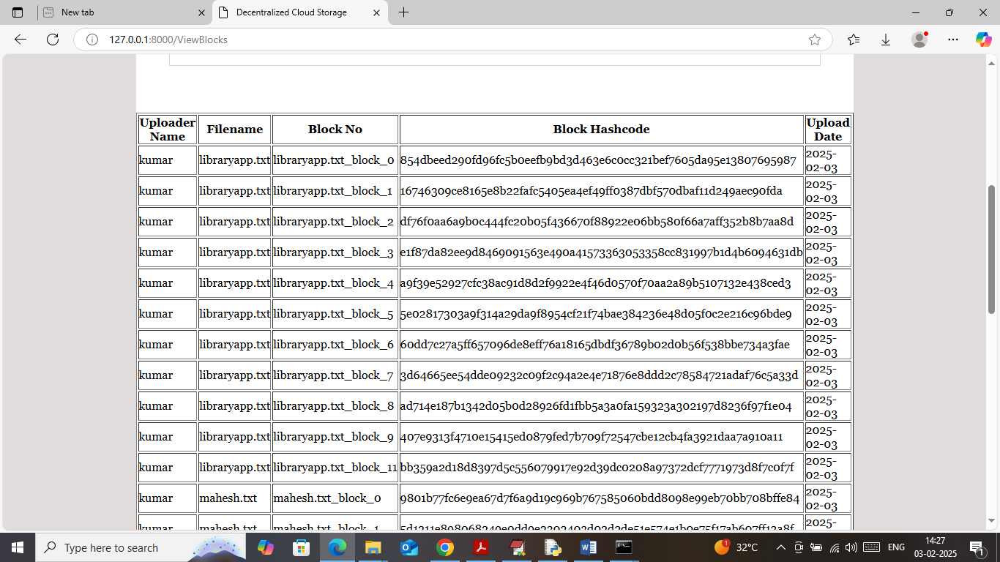 New tab
Decentralized Cloud Storage
127.0.0.1:8000/ViewBlocks
Uploader Name Filename Block No Block Hashcode Upload Date
kumar libraryapp.txt libraryapp.txt_block_0 854dbeed290fd96fc5b0eefb9bd3d463e6c0cc321bef7605da95e13807695987 2025-02-03
kumar libraryapp.txt libraryapp.txt_block_1 16746309ce8165e8b22fafc5405ea4ef49ff0387dbf570dbaf11d249aec90fda 2025-02-03
kumar libraryapp.txt libraryapp.txt_block_2 df76f0aa6a9b0c444fc20b05f436670f88922e06bb580f66a7aff352b8b7aa8d 2025-02-03
kumar libraryapp.txt libraryapp.txt_block_3 e1f87da82ee9d8469091563e490a41573363053358cc831997b1d4b6094631db 2025-02-03
kumar libraryapp.txt libraryapp.txt_block_4 a9f39e52927cfc38ac91d8d2f9922e4f46d0570f70aa2a89b5107132e438ced3 2025-02-03
kumar libraryapp.txt libraryapp.txt_block_5 5e02817303a9f314a29da9f8954cf21f74bae384236e48d05f0c2e216c96bde9 2025-02-03
kumar libraryapp.txt libraryapp.txt_block_6 60dd7c27a5ff657096de8eff76a18165dbdf36789b02d0b56f538bbe734a3fae 2025-02-03
kumar libraryapp.txt libraryapp.txt_block_7 3d64665ee54dde09232c09f2c94a2e4e71876e8ddd2c78584721adaf76c5a33d 2025-02-03
kumar libraryapp.txt libraryapp.txt_block_8 ad714e187b1342d05b0d28926fd1fbb5a3a0fa159323a302197d8236f97f1e04 2025-02-03
kumar libraryapp.txt libraryapp.txt_block_9 407e9313f4710e15415ed0879fed7b709f72547cbe12cb4fa3921daa7a910a11 2025-02-03
kumar libraryapp.txt libraryapp.txt_block_11 bb359a2d18d8397d5c556079917e92d39dc0208a97372dcf7771973d8f7c0f7f 2025-02-03
kumar mahesh.txt mahesh.txt_block_0 9801b77fc6e9ea67d7f6a9d19c969b767585060bdd8098e99eb70bb708bffe84 2025-02-03
kumar mahesh.txt mahesh.txt_block_1 2025-
Type here to search
1
32°C
ENG
14:27
03-02-2025
1